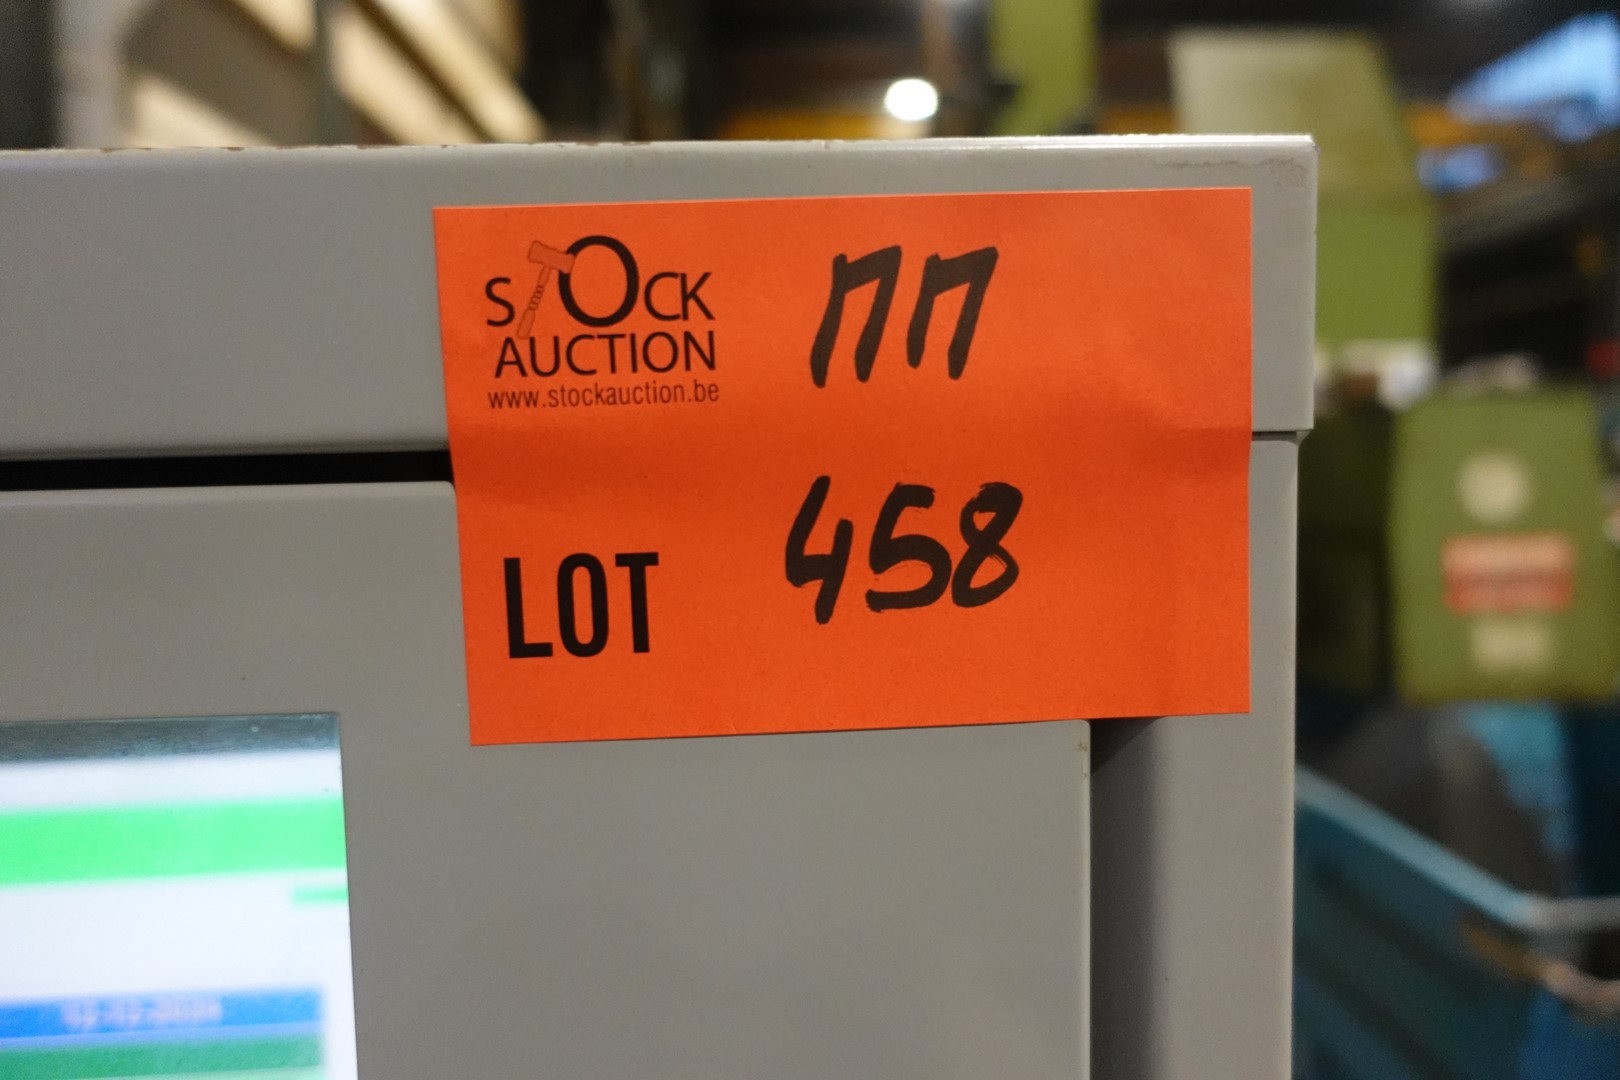 STOCK
AUCTION
www.stockauction.be
ПП
LOT 458